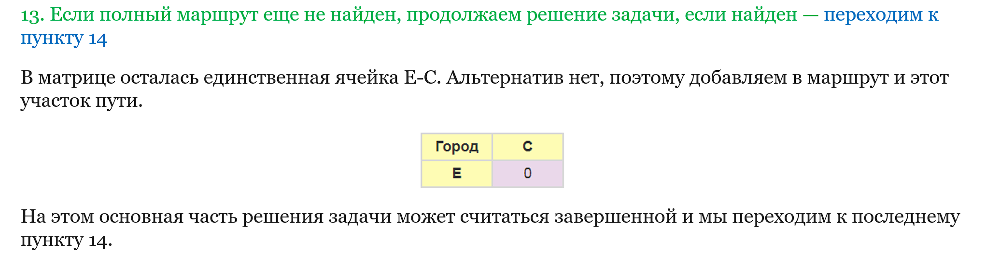 13. Если полный маршрут еще не найден, продолжаем решение задачи, если найден — переходим к
пункту 14
В матрице осталась единственная ячейка E-C. Альтернатив нет, поэтому добавляем в маршрут и этот
участок пути.
Город C
E 0
На этом основная часть решения задачи может считаться завершенной и мы переходим к последнему
пункту 14.